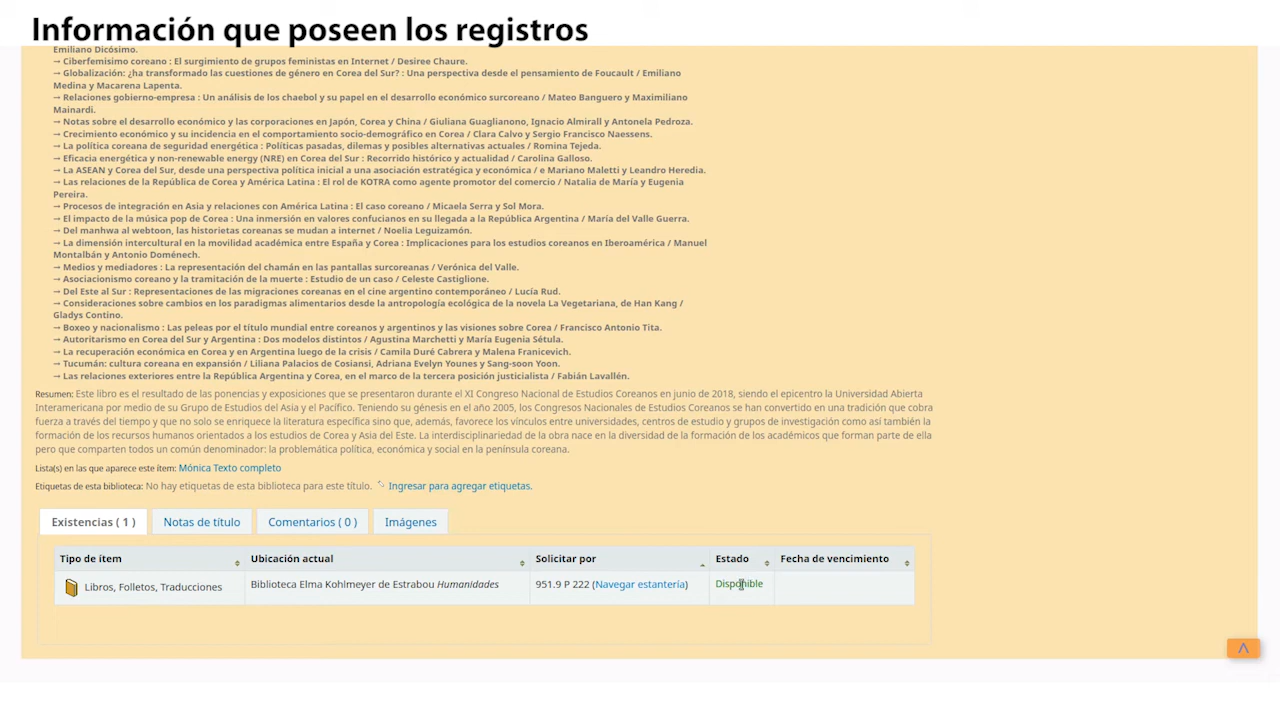 Información que poseen los registros
Emiliano Dicósimo.
→ Ciberfemisimo coreano : El surgimiento de grupos feministas en Internet / Desiree Chaure.
→ Globalización: ¿ha transformado las cuestiones de género en Corea del Sur? : Una perspectiva desde el pensamiento de Foucault / Emiliano
Medina y Macarena Lapenta.
→ Relaciones gobierno-empresa : Un análisis de los chaebol y su papel en el desarrollo económico surcoreano / Mateo Banguero y Maximiliano
Mainardi.
→ Notas sobre el desarrollo económico y las corporaciones en Japón, Corea y China / Giuliana Guaglianono, Ignacio Almirall y Antonela Pedroza.
→ Crecimiento económico y su incidencia en el comportamiento socio-demográfico en Corea / Clara Calvo y Sergio Francisco Naessens.
→ La política coreana de seguridad energética : Políticas pasadas, dilemas y posibles alternativas actuales / Romina Tejeda.
→ Eficacia energética y non-renewable energy (NRE) en Corea del Sur : Recorrido histórico y actualidad / Carolina Galloso.
→ La ASEAN y Corea del Sur, desde una perspectiva política inicial a una asociación estratégica y económica / e Mariano Maletti y Leandro Heredia.
→ Las relaciones de la República de Corea y América Latina : El rol de KOTRA como agente promotor del comercio / Natalia de María y Eugenia
Pereira.
→ Procesos de integración en Asia y relaciones con América Latina : El caso coreano / Micaela Serra y Sol Mora.
→ El impacto de la música pop de Corea : Una inmersión en valores confucianos en su llegada a la República Argentina / María del Valle Guerra.
→ Del manhwa al webtoon, las historietas coreanas se mudan a internet / Noelia Leguizamón.
→ La dimensión intercultural en la movilidad académica entre España y Corea : Implicaciones para los estudios coreanos en Iberoamérica / Manuel
Montalbán y Antonio Doménech.
→ Medios y mediadores : La representación del chamán en las pantallas surcoreanas / Verónica del Valle.
→ Asociacionismo coreano y la tramitación de la muerte : Estudio de un caso / Celeste Castiglione.
→ Del Este al Sur : Representaciones de las migraciones coreanas en el cine argentino contemporáneo / Lucía Rud.
→ Consideraciones sobre cambios en los paradigmas alimentarios desde la antropología ecológica de la novela La Vegetariana, de Han Kang /
Gladys Contino.
→ Boxeo y nacionalismo : Las peleas por el título mundial entre coreanos y argentinos y las visiones sobre Corea / Francisco Antonio Tita.
→ Autoritarismo en Corea del Sur y Argentina : Dos modelos distintos / Agustina Marchetti y María Eugenia Sétula.
→ La recuperación económica en Corea y en Argentina luego de la crisis / Camila Duré Cabrera y Malena Franicevich.
→ Tucumán: cultura coreana en expansión / Liliana Palacios de Cosiansi, Adriana Evelyn Younes y Sang-soon Yoon.
→ Las relaciones exteriores entre la República Argentina y Corea, en el marco de la tercera posición justicialista / Fabián Lavallén.
Resumen: Este libro es el resultado de las ponencias y exposiciones que se presentaron durante el XI Congreso Nacional de Estudios Coreanos en junio de 2018, siendo el epicentro la Universidad Abierta
Interamericana por medio de su Grupo de Estudios del Asia y el Pacífico. Teniendo su génesis en el año 2005, los Congresos Nacionales de Estudios Coreanos se han convertido en una tradición que cobra
fuerza a través del tiempo y que no solo se enriquece la literatura específica sino que, además, favorece los vínculos entre universidades, centros de estudio y grupos de investigación como así también la
formación de los recursos humanos orientados a los estudios de Corea y Asia del Este. La interdisciplinariedad de la obra nace en la diversidad de la formación de los académicos que forman parte de ella
pero que comparten todos un común denominador: la problemática política, económica y social en la península coreana.
Lista(s) en las que aparece este ítem: Mónica Texto completo
Etiquetas de esta biblioteca: No hay etiquetas de esta biblioteca para este título. Ingresar para agregar etiquetas.
Existencias ( 1 ) Notas de título Comentarios ( 0 ) Imágenes
Tipo de ítem Ubicación actual Solicitar por Estado Fecha de vencimiento
Libros, Folletos, Traducciones Biblioteca Elma Kohlmeyer de Estrabou Humanidades 951.9 P 222 (Navegar estantería) Disponible